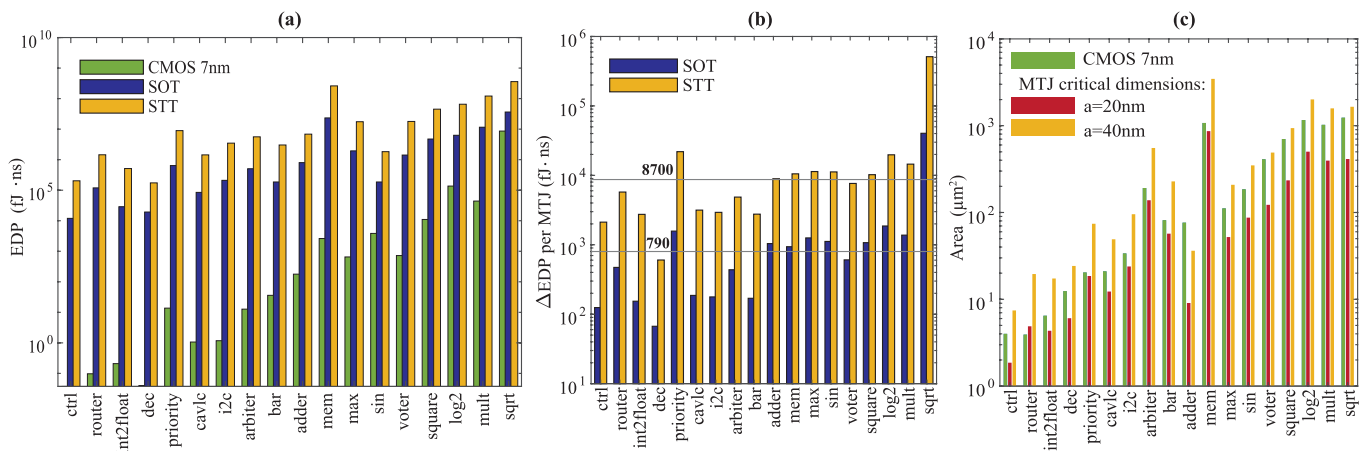 (a)
EDP (fJ · ns)
10^10
10^5
10^0
CMOS 7nm
SOT
STT
ctrl
router
int2float
dec
priority
cavlc
i2c
arbiter
bar
adder
mem
max
sin
voter
square
log2
mult
sqrt
(b)
ΔEDP per MTJ (fJ· ns)
10^6
10^5
10^4
10^3
10^2
10^1
SOT
STT
8700
790
ctrl
router
int2float
dec
priority
cavlc
i2c
arbiter
bar
adder
mem
max
sin
voter
square
log2
mult
sqrt
(c)
Area (μm²)
10^4
10^3
10^2
10^1
10^0
CMOS 7nm
MTJ critical dimensions:
a=20nm
a=40nm
ctrl
router
int2float
dec
priority
cavlc
i2c
arbiter
bar
adder
mem
max
sin
voter
square
log2
mult
sqrt